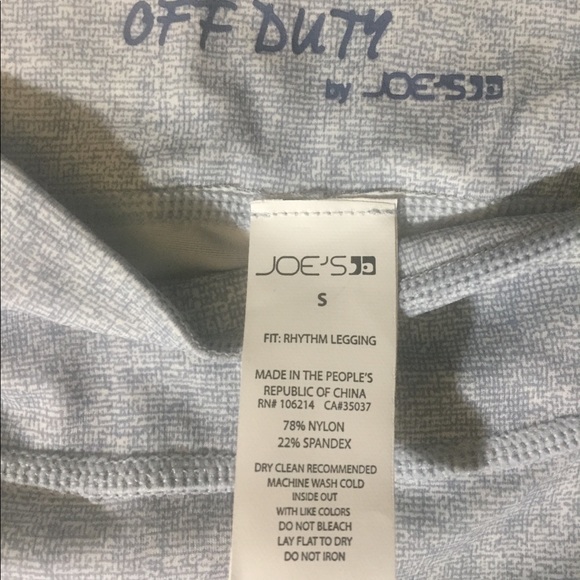 OFF DUTY
by JOE'S
JOE'S
S
FIT: RHYTHM LEGGING
MADE IN THE PEOPLE'S
REPUBLIC OF CHINA
RN# 106214 CA#35037
78% NYLON
22% SPANDEX
DRY CLEAN RECOMMENDED
MACHINE WASH COLD
INSIDE OUT
WITH LIKE COLORS
DO NOT BLEACH
LAY FLAT TO DRY
DO NOT IRON